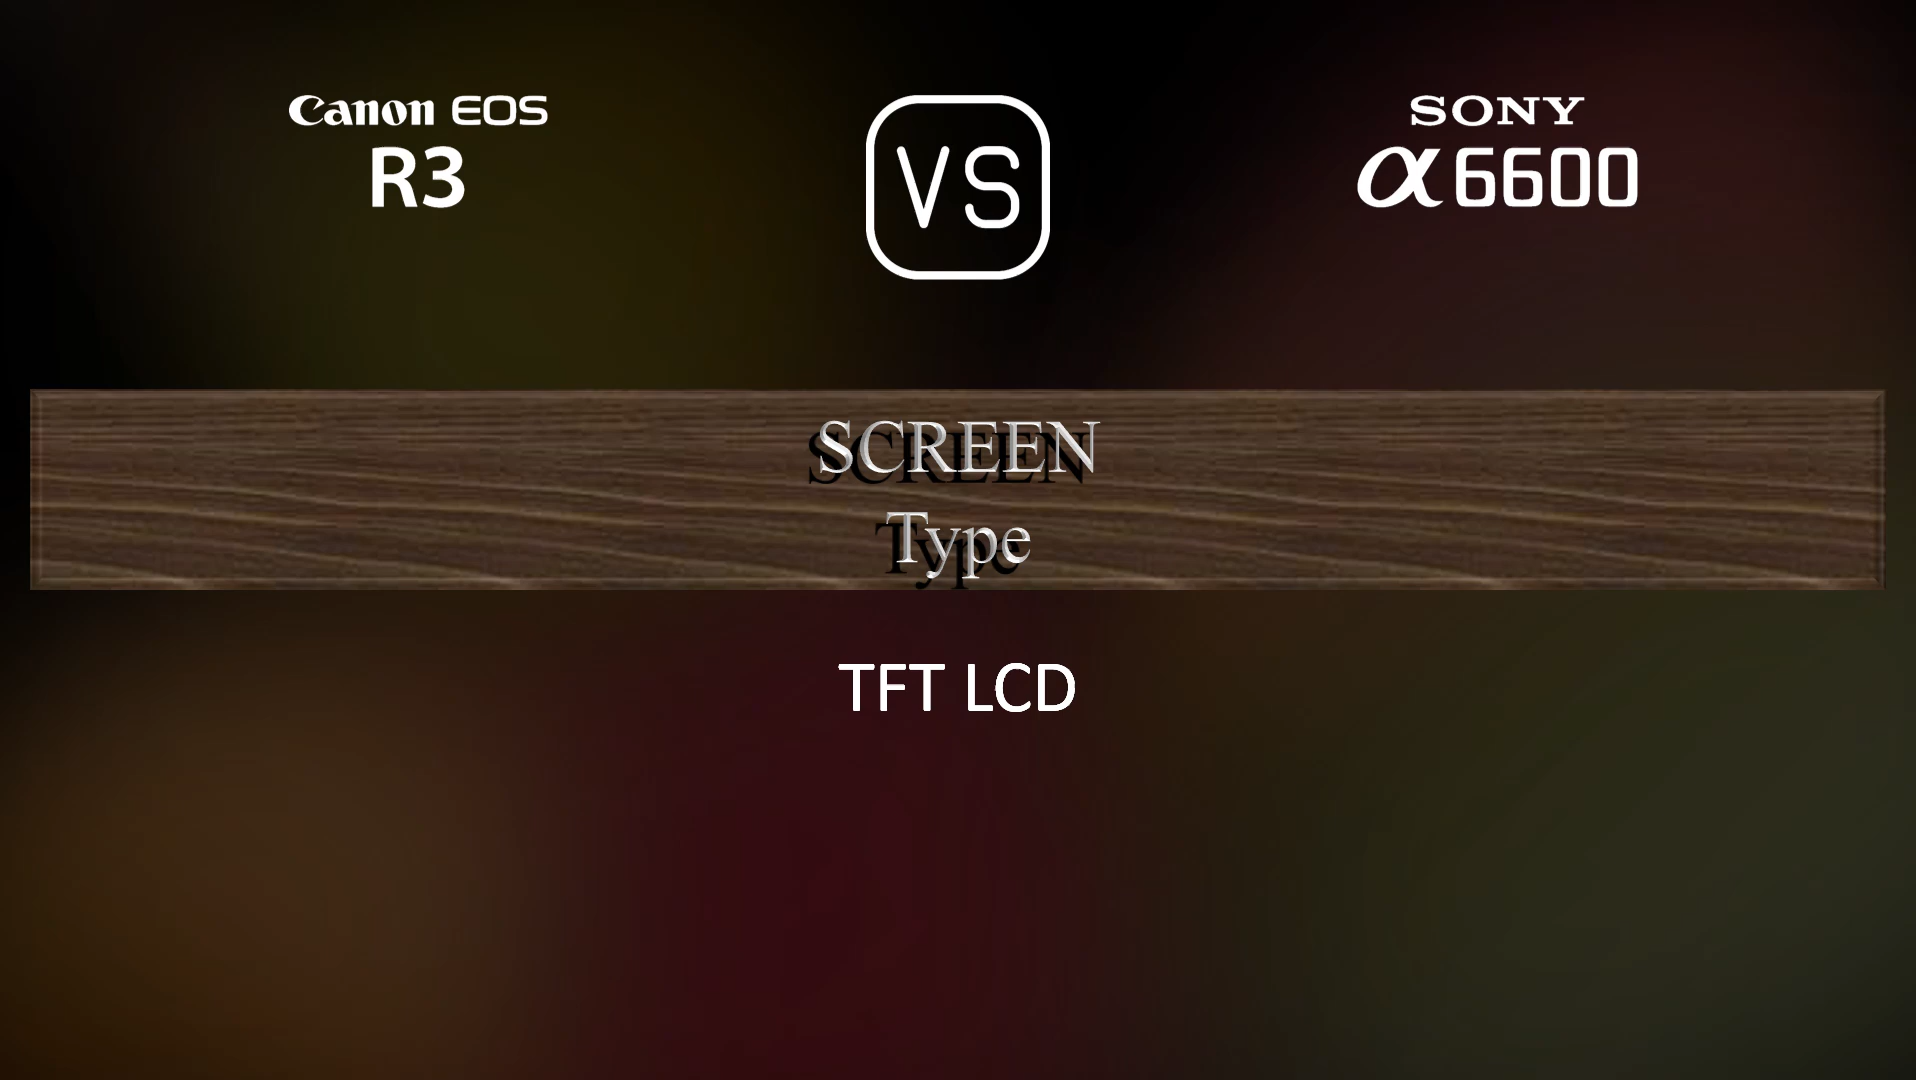 Canon EOS
R3
VS
SONY
α6600
SCREEN
Type
TFT LCD